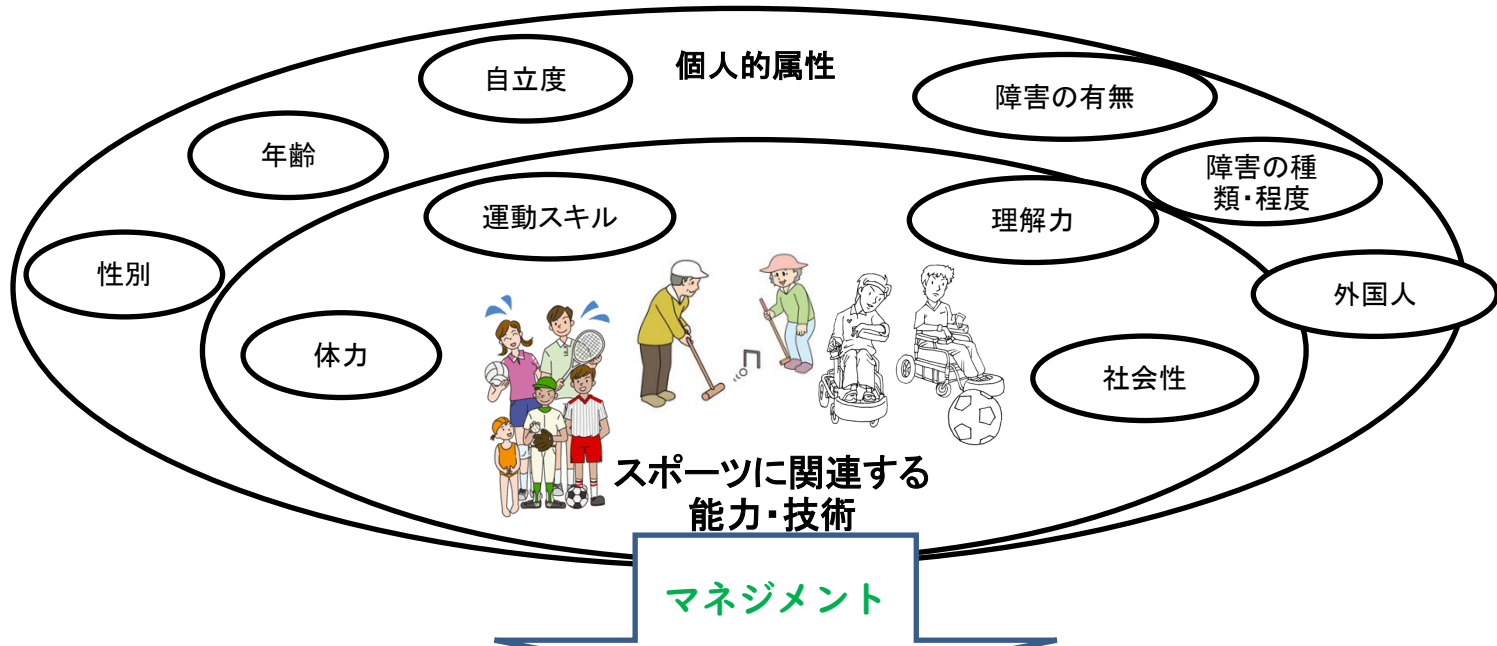 個人的属性
自立度
障害の有無
年齢
障害の種
類・程度
運動スキル
理解力
性別
外国人
体力
社会性
スポーツに関連する
能力・技術
マネジメント